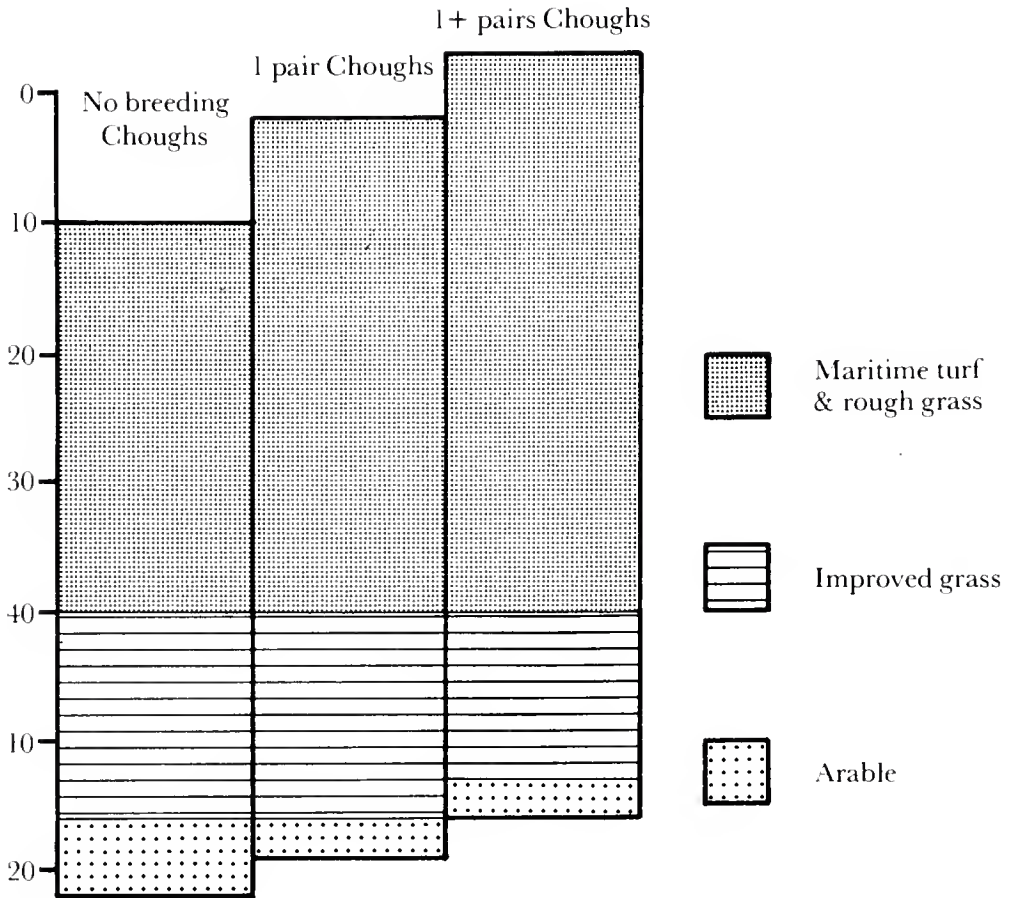 1+ pairs Choughs
1 pair Choughs
No breeding
Choughs
0
10
20
30
40
10
20
Maritime turf
& rough grass
Improved grass
Arable